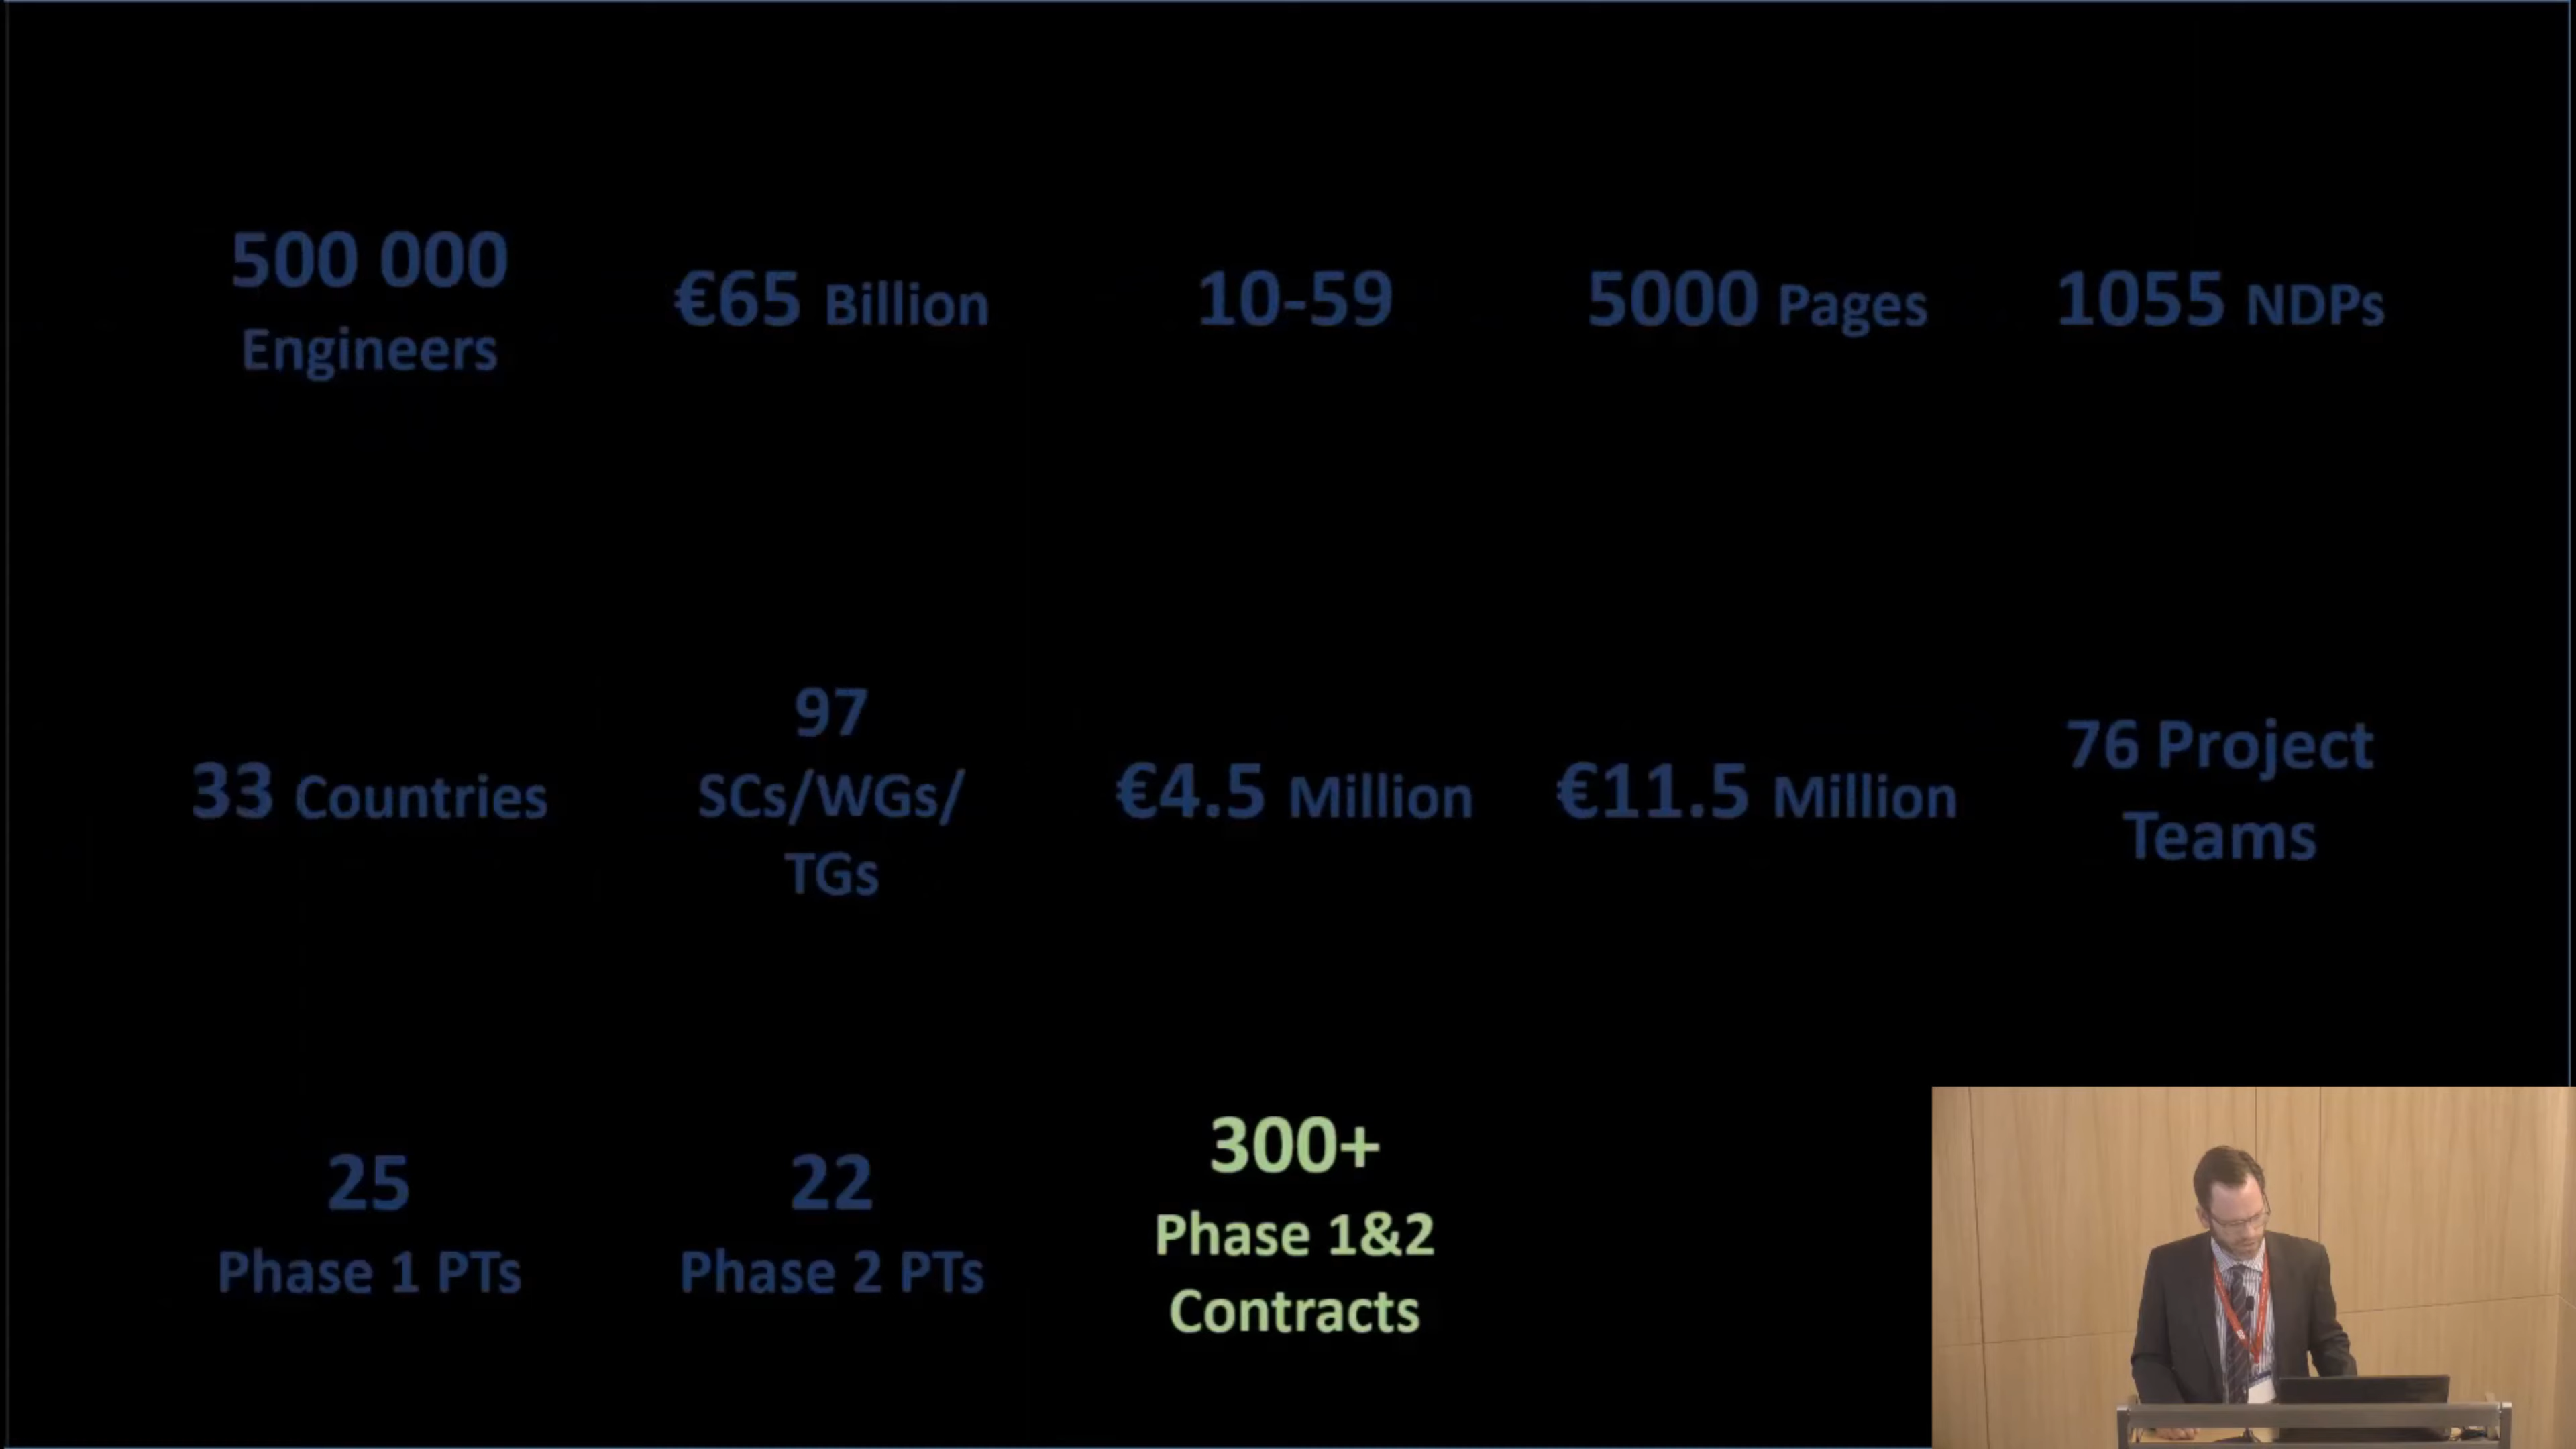 500 000
Engineers
€65 Billion
10-59
5000 Pages
1055 NDPs
33 Countries
97
SCs/WGs/
TGs
€4.5 Million
€11.5 Million
76 Project
Teams
25
Phase 1 PTs
22
Phase 2 PTs
300+
Phase 1&2
Contracts